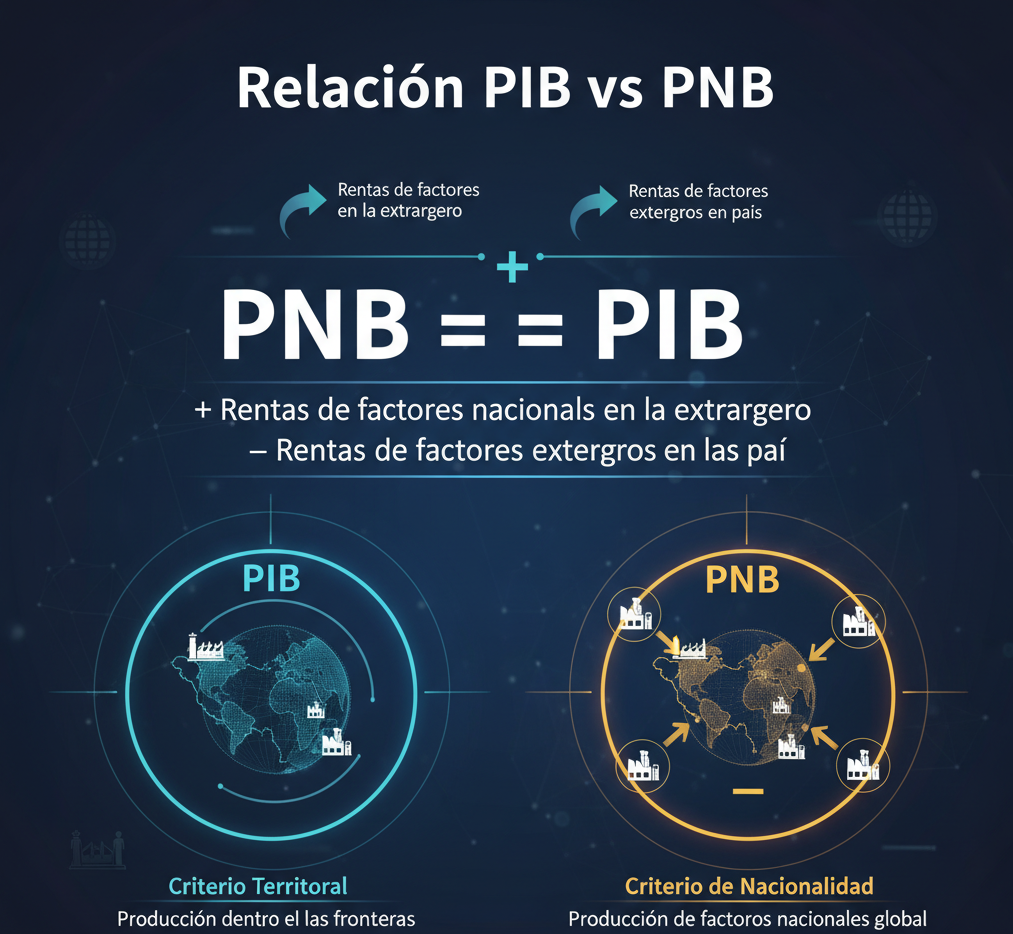 Relación PIB vs PNB
Rentas de factores
en la extrargero
Rentas de factores
extergros en pais
+
PNB = = PIB
+ Rentas de factores nacionals en la extrargero
– Rentas de factores extergros en las paí
PIB
PNB
–
Criterio Territoral
Producción dentro el las fronteras
Criterio de Nacionalidad
Producción de factoros nacionales global